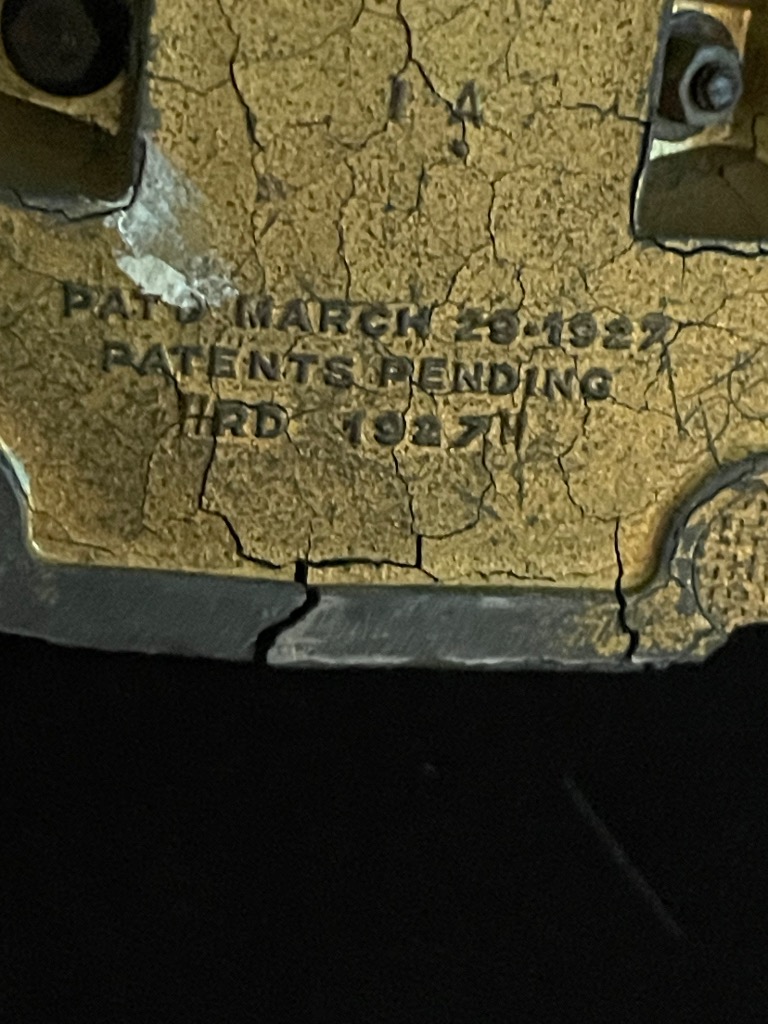 1 4
PAT'D MARCH 29-1927
PATENTS PENDING
"RD 1927"